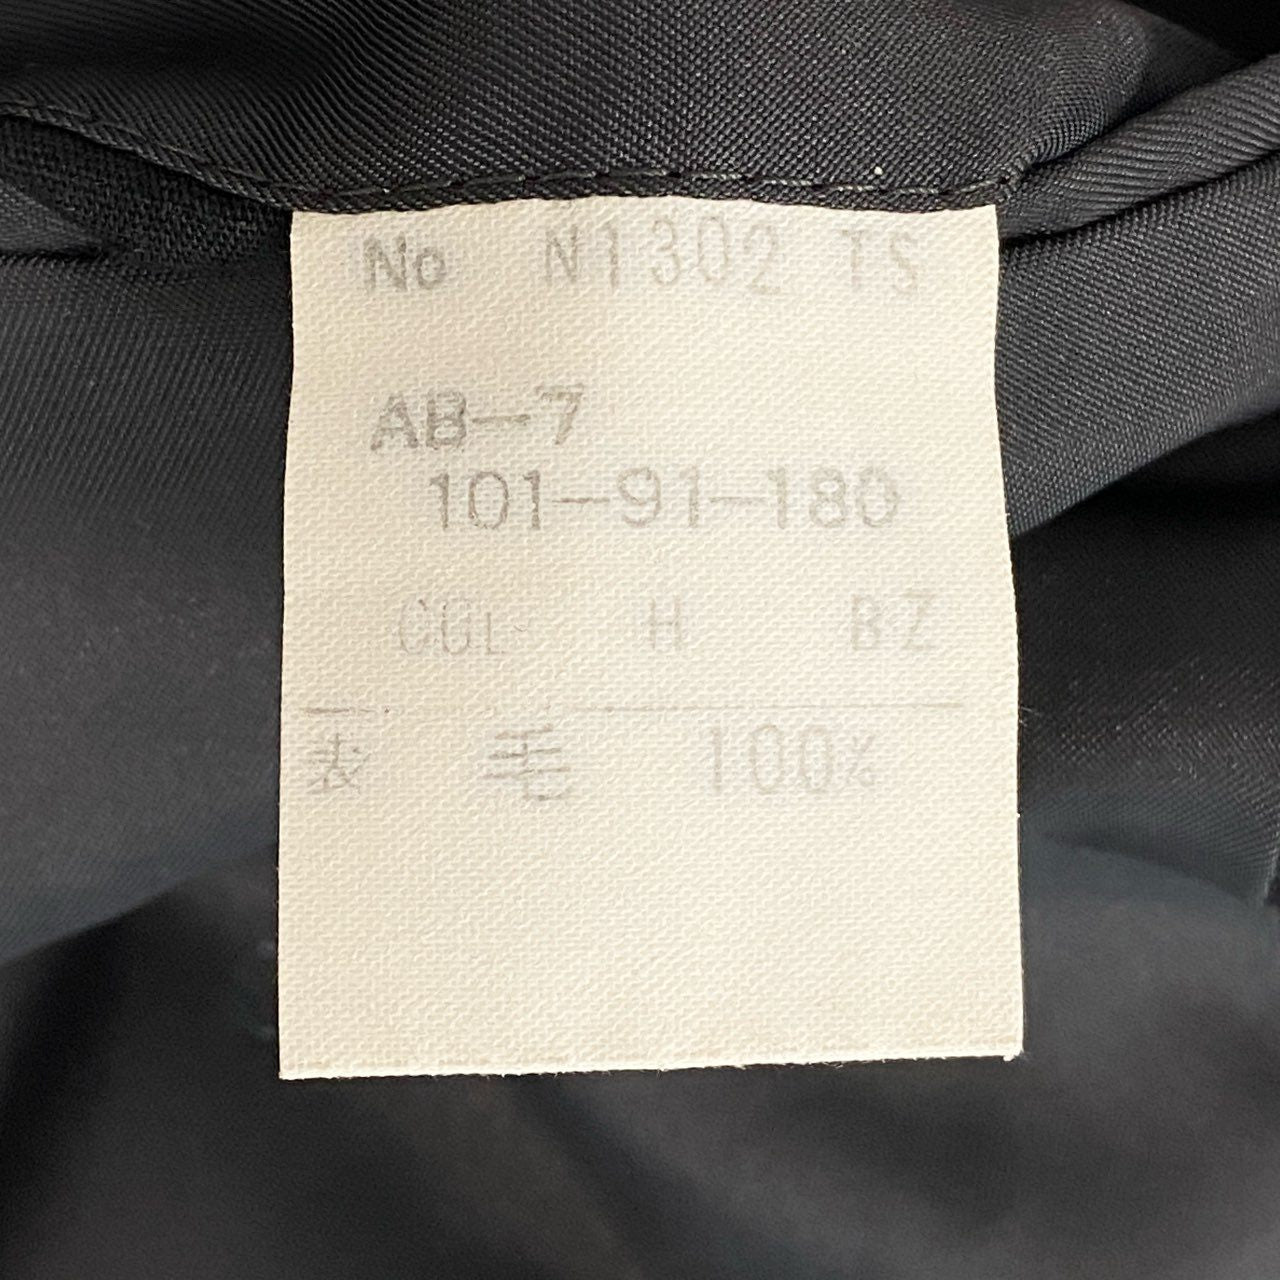 No N1302 TS
AB-7
101-91-180
COL H BZ
表 毛 100%